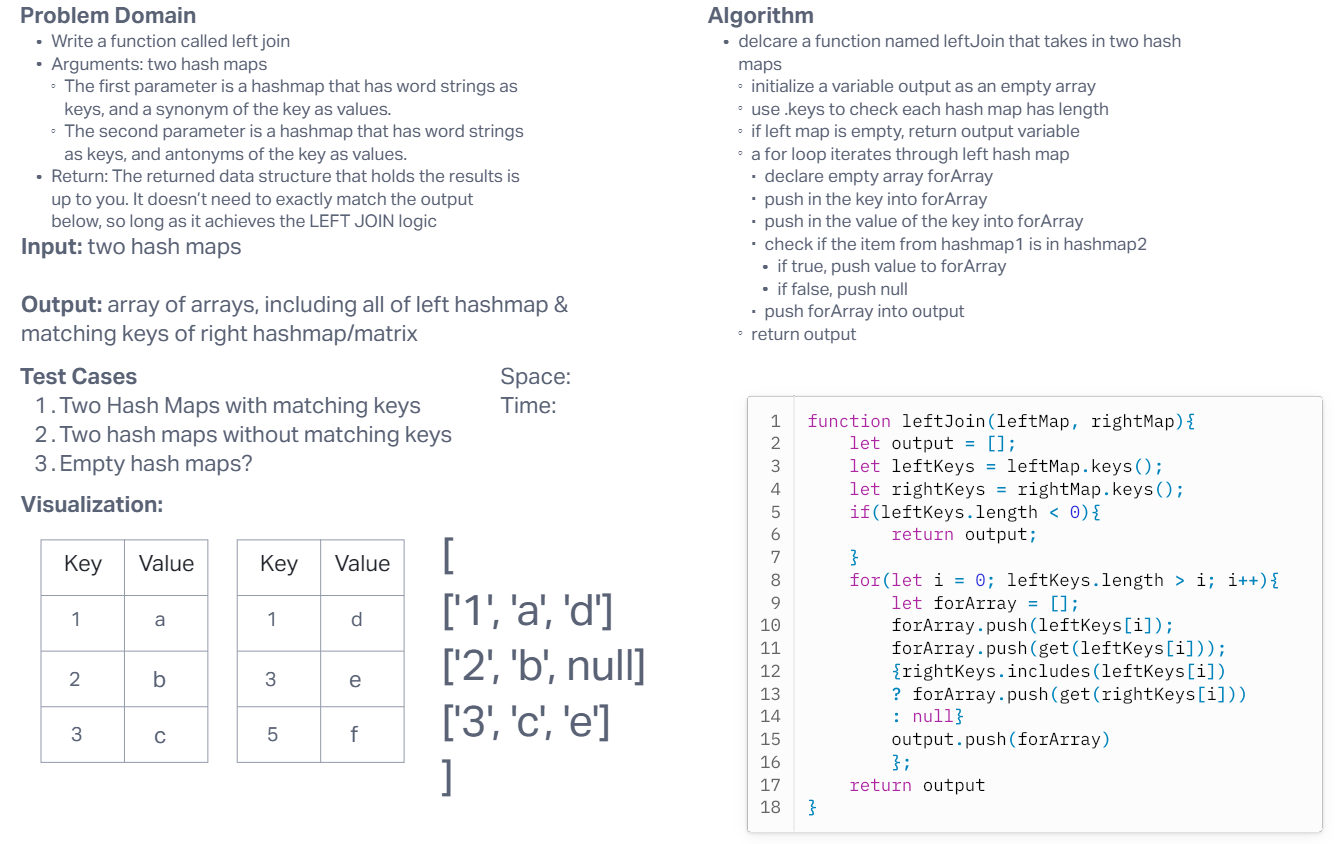 Problem Domain
• Write a function called left join
• Arguments: two hash maps
◦ The first parameter is a hashmap that has word strings as
keys, and a synonym of the key as values.
◦ The second parameter is a hashmap that has word strings
as keys, and antonyms of the key as values.
• Return: The returned data structure that holds the results is
up to you. It doesn’t need to exactly match the output
below, so long as it achieves the LEFT JOIN logic
Input: two hash maps
Output: array of arrays, including all of left hashmap &
matching keys of right hashmap/matrix
Test Cases
1. Two Hash Maps with matching keys
2. Two hash maps without matching keys
3. Empty hash maps?
Space:
Time:
Visualization:
Key Value
1 a
2 b
3 c
Key Value
1 d
3 e
5 f
[
['1', 'a', 'd']
['2', 'b', null]
['3', 'c', 'e']
]
Algorithm
• delcare a function named leftJoin that takes in two hash
maps
◦ initialize a variable output as an empty array
◦ use .keys to check each hash map has length
◦ if left map is empty, return output variable
◦ a for loop iterates through left hash map
▪ declare empty array forArray
▪ push in the key into forArray
▪ push in the value of the key into forArray
▪ check if the item from hashmap1 is in hashmap2
• if true, push value to forArray
• if false, push null
▪ push forArray into output
◦ return output
1 function leftJoin(leftMap, rightMap){
2     let output = [];
3     let leftKeys = leftMap.keys();
4     let rightKeys = rightMap.keys();
5     if(leftKeys.length < 0){
6         return output;
7     }
8     for(let i = 0; leftKeys.length > i; i++){
9         let forArray = [];
10         forArray.push(leftKeys[i]);
11         forArray.push(get(leftKeys[i]));
12         {rightKeys.includes(leftKeys[i])
13         ? forArray.push(get(rightKeys[i]))
14         : null}
15         output.push(forArray)
16         };
17     return output
18 }